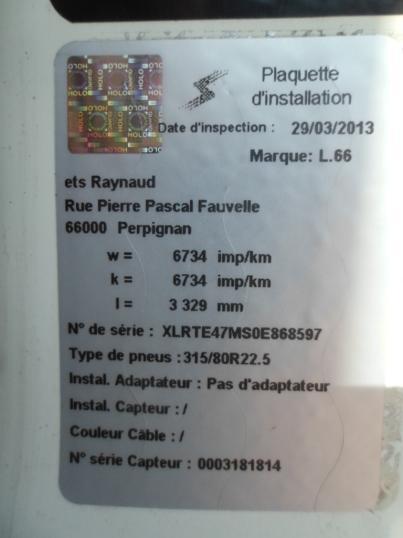 Plaquette
d'installation
Date d'inspection : 29/03/2013
Marque: L.66
ets Raynaud
Rue Pierre Pascal Fauvelle
66000 Perpignan
w = 6734 imp/km
k = 6734 imp/km
l = 3 329 mm
N° de série : XLRTE47MS0E868597
Type de pneus :315/80R22.5
Instal. Adaptateur : Pas d'adaptateur
Instal. Capteur : /
Couleur Câble : /
N° série Capteur : 0003181814